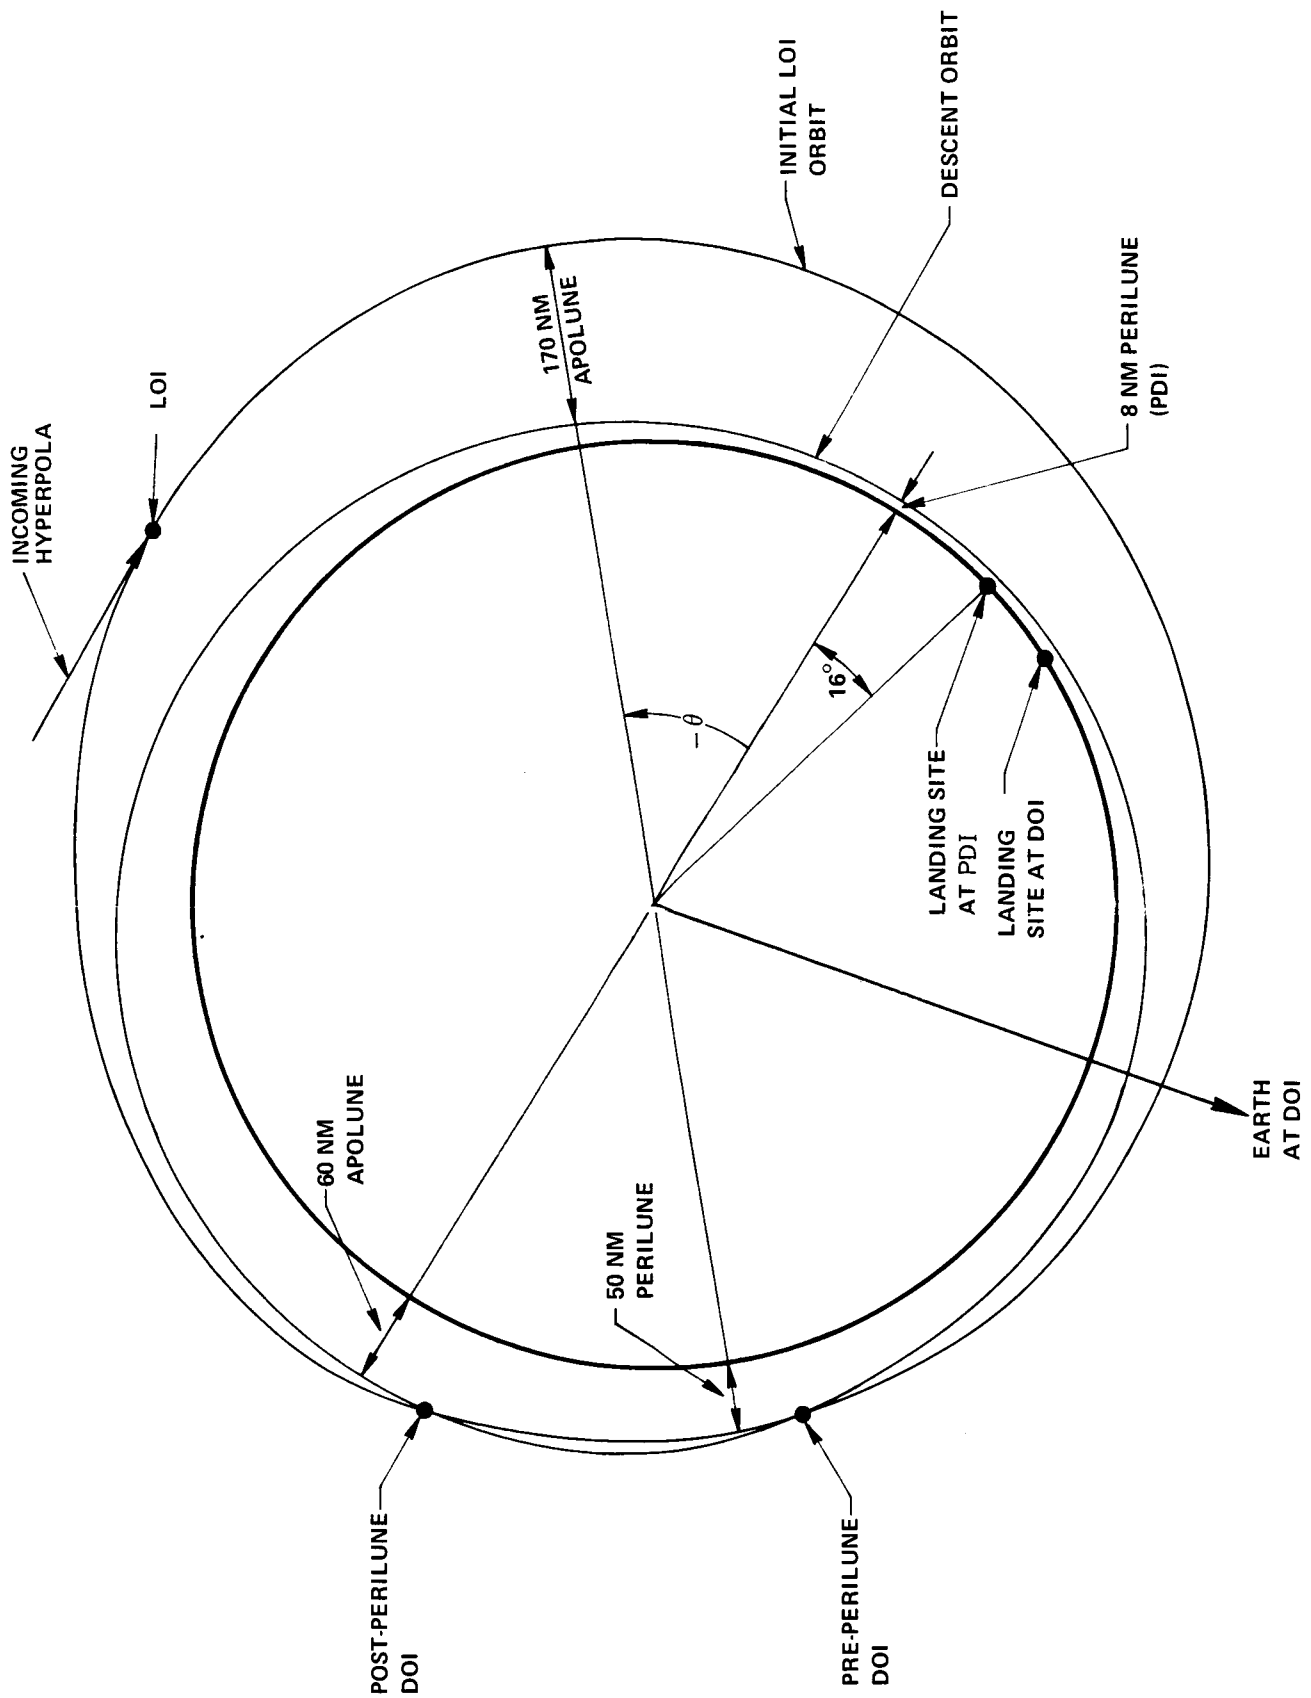 INCOMING
HYPERPOLA
LOI
INITIAL LOI
ORBIT
170 NM
APOLUNE
DESCENT ORBIT
8 NM PERILUNE
(PDI)
16°
– θ
LANDING SITE
AT PDI
LANDING
SITE AT DOI
60 NM
APOLUNE
50 NM
PERILUNE
EARTH
AT DOI
POST-PERILUNE
DOI
PRE-PERILUNE
DOI